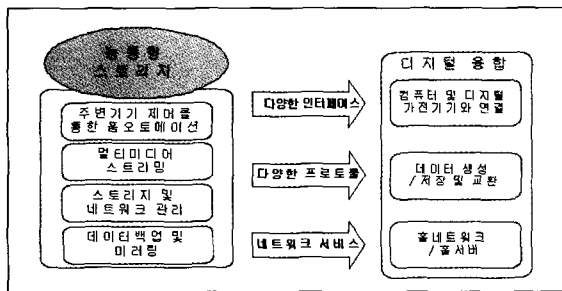 능동형
스토리지
주변기기 제어를
통한 홈오토메이션
멀티미디어
스트리밍
스토리지 및
네트워크 관리
데이터백업 및
미러링
다양한 인터페이스
다양한 프로토콜
네트워크 서비스
디지털 융합
컴퓨터 및 디지털
가전기기와 연결
데이터 생성
/저장 및 교환
홈네트워크
/홈서버